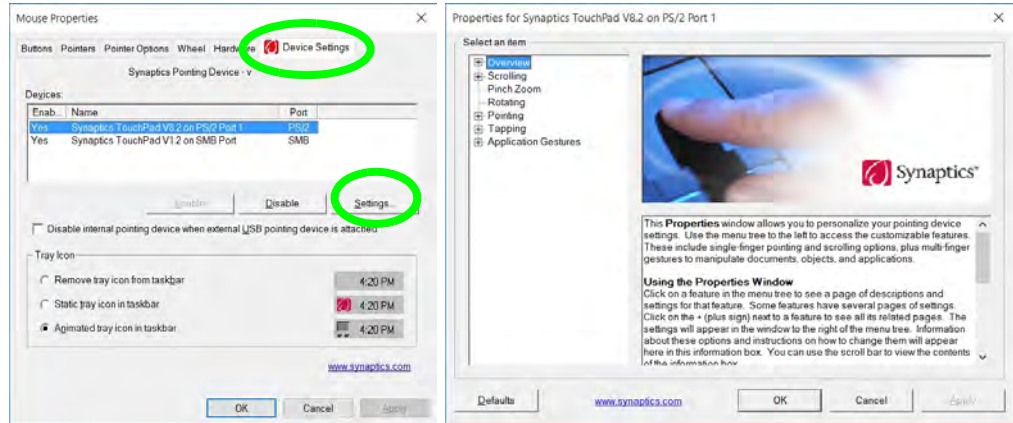 Mouse Properties
Buttons Pointers Pointer Options Wheel Hardware Device Settings
Synaptics Pointing Device - v
Devices:
Enab... Name Port
Yes Synaptics TouchPad V8.2 on PS/2 Port 1 PS/2
Yes Synaptics TouchPad V1.2 on SMB Port SMB
Enable Disable Settings...
Disable internal pointing device when external USB pointing device is attached
Tray Icon
Remove tray icon from taskbar 4:20 PM
Static tray icon in taskbar 4:20 PM
Animated tray icon in taskbar 4:20 PM
www.synaptics.com
OK Cancel Apply
Properties for Synaptics TouchPad V8.2 on PS/2 Port 1
Select an item
Overview
Scrolling
Pinch Zoom
Rotating
Pointing
Tapping
Application Gestures
Synaptics
This Properties window allows you to personalize your pointing device
settings. Use the menu tree to the left to access the customizable features.
These include single-finger pointing and scrolling options, plus multi-finger
gestures to manipulate documents, objects, and applications.
Using the Properties Window
Click on a feature in the menu tree to see a page of descriptions and
settings for that feature. Some features have several pages of settings.
Click on the + (plus sign) next to a feature to see all its related pages. The
settings will appear in the window to the right of the menu tree. Information
about these options and instructions on how to change them will appear
here in this information box. You can use the scroll bar to view the contents
of the information box.
Defaults www.synaptics.com OK Cancel Apply